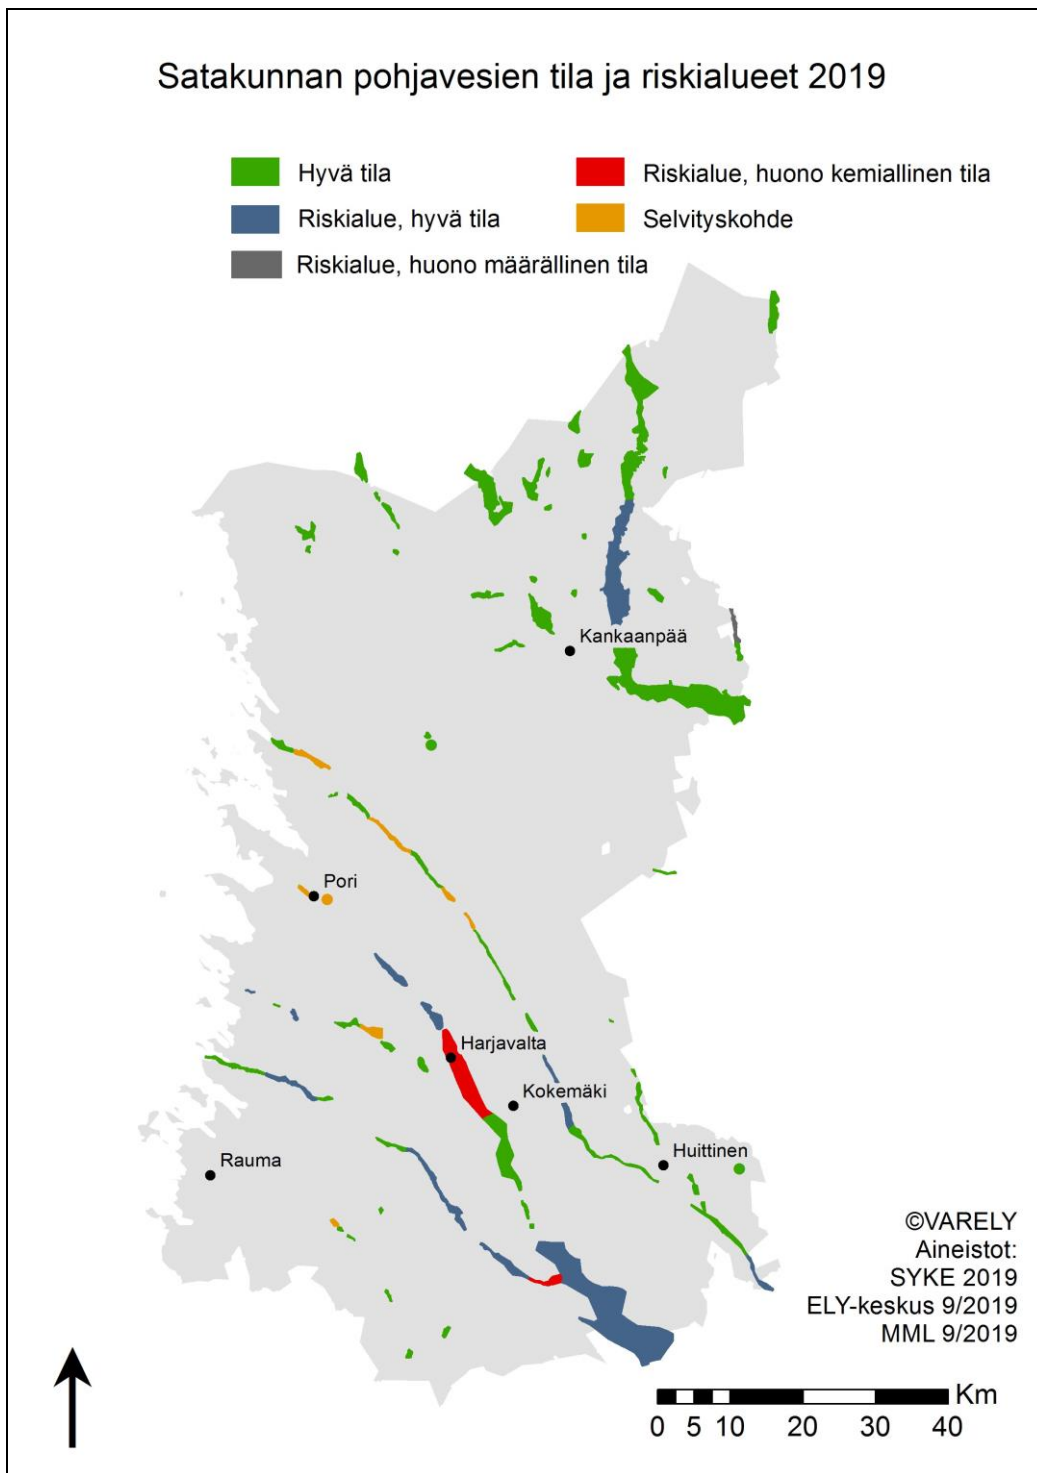 Satakunnan pohjavesien tila ja riskialueet 2019
Hyvä tila
Riskialue, huono kemiallinen tila
Riskialue, hyvä tila
Selvityskohde
Riskialue, huono määrällinen tila
Kankaanpää
Pori
Harjavalta
Kokemäki
Huittinen
Rauma
©VARELY
Aineistot:
SYKE 2019
ELY-keskus 9/2019
MML 9/2019
Km
0 5 10 20 30 40